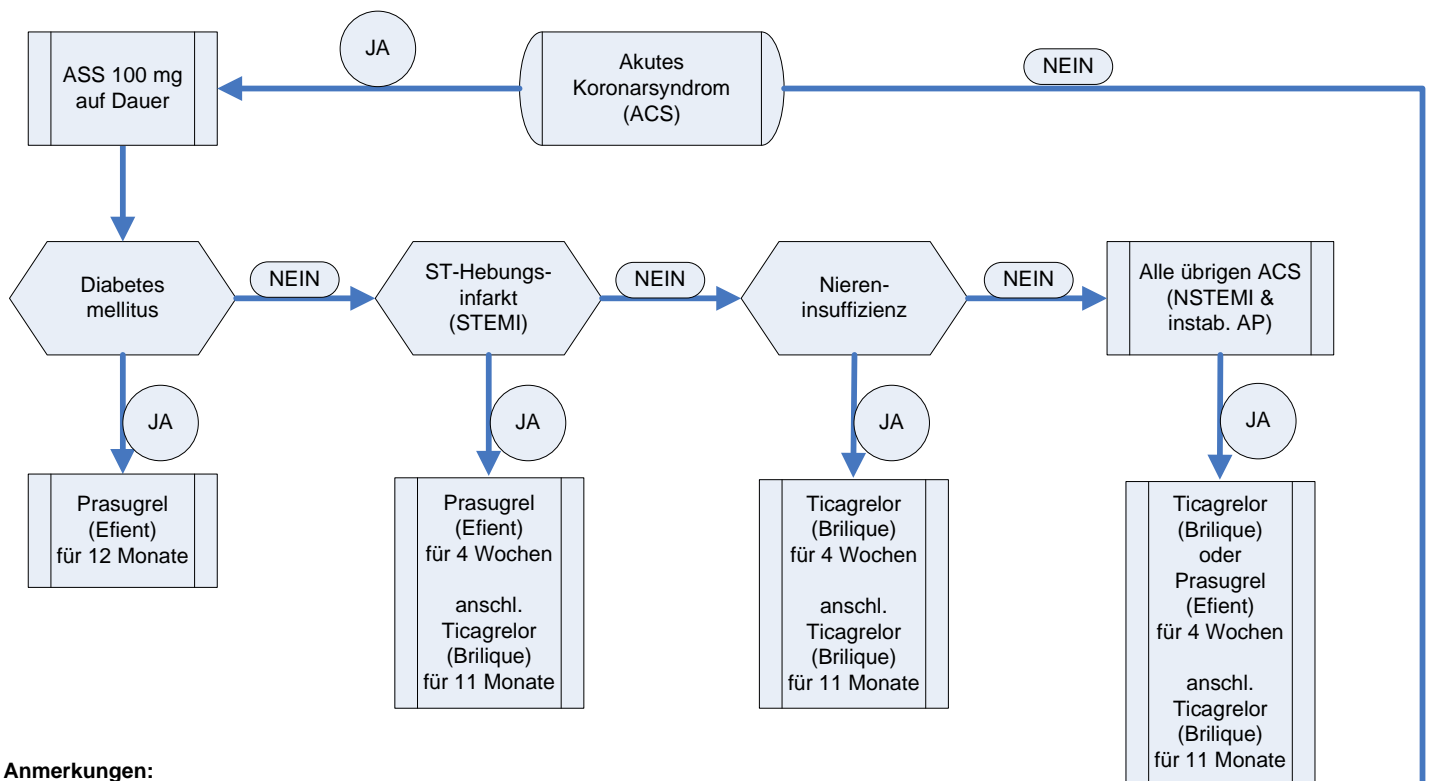 JA
ASS 100 mg
auf Dauer
Akutes
Koronarsyndrom
(ACS)
NEIN
Diabetes
mellitus
NEIN
ST-Hebungs-
infarkt
(STEMI)
NEIN
Nieren-
insuffizienz
NEIN
Alle übrigen ACS
(NSTEMI &
instab. AP)
JA
JA
JA
JA
Prasugrel
(Efient)
für 12 Monate
Prasugrel
(Efient)
für 4 Wochen
anschl.
Ticagrelor
(Brilique)
für 11 Monate
Ticagrelor
(Brilique)
für 4 Wochen
anschl.
Ticagrelor
(Brilique)
für 11 Monate
Ticagrelor
(Brilique)
oder
Prasugrel
(Efient)
für 4 Wochen
anschl.
Ticagrelor
(Brilique)
für 11 Monate
Anmerkungen: